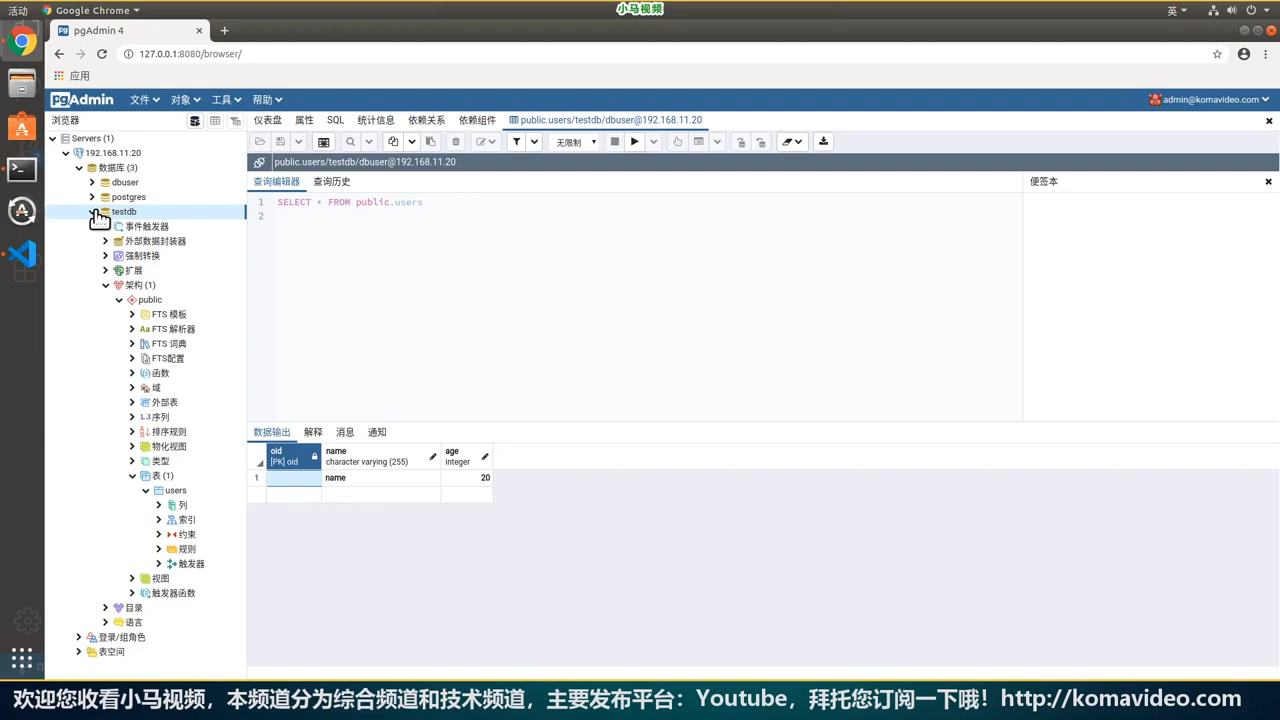 活动
Google Chrome
小马视频
英
pgAdmin 4
127.0.0.1:8080/browser/
应用
pgAdmin
文件
对象
工具
帮助
admin@komavideo.com
浏览器
仪表盘
属性
SQL
统计信息
依赖关系
依赖组件
public.users/testdb/dbuser@192.168.11.20
无限制
public.users/testdb/dbuser@192.168.11.20
Servers (1)
192.168.11.20
数据库 (3)
dbuser
postgres
testdb
事件触发器
外部数据封装器
强制转换
扩展
架构 (1)
public
FTS 模板
Aa FTS 解析器
FTS 词典
FTS配置
函数
域
外部表
1..3 序列
排序规则
物化视图
类型
表 (1)
users
列
索引
约束
规则
触发器
视图
触发器函数
目录
语言
登录/组角色
表空间
查询编辑器
查询历史
便签本
1 SELECT * FROM public.users
2
数据输出
解释
消息
通知
oid
[PK] oid
name
character varying (255)
age
integer
1 name 20
欢迎您收看小马视频，本频道分为综合频道和技术频道，主要发布平台：Youtube，拜托您订阅一下哦！http://komavideo.com